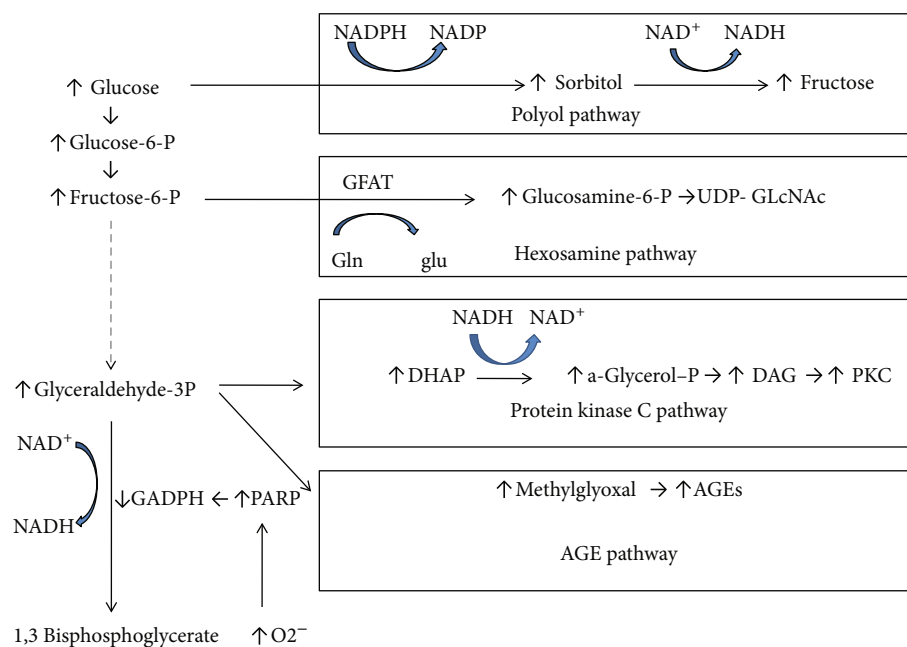 NADPH NADP NAD⁺ NADH
↑ Glucose ↑ Sorbitol ↑ Fructose
Polyol pathway
↑ Glucose-6-P
GFAT
↑ Fructose-6-P ↑ Glucosamine-6-P → UDP- GLcNAc
Gln glu Hexosamine pathway
NADH NAD⁺
↑ Glyceraldehyde-3P ↑ DHAP ↑ a-Glycerol–P → ↑ DAG → ↑ PKC
Protein kinase C pathway
NAD⁺
↓ GADPH ← ↑ PARP ↑ Methylglyoxal → ↑ AGEs
NADH
AGE pathway
1,3 Bisphosphoglycerate ↑ O2⁻